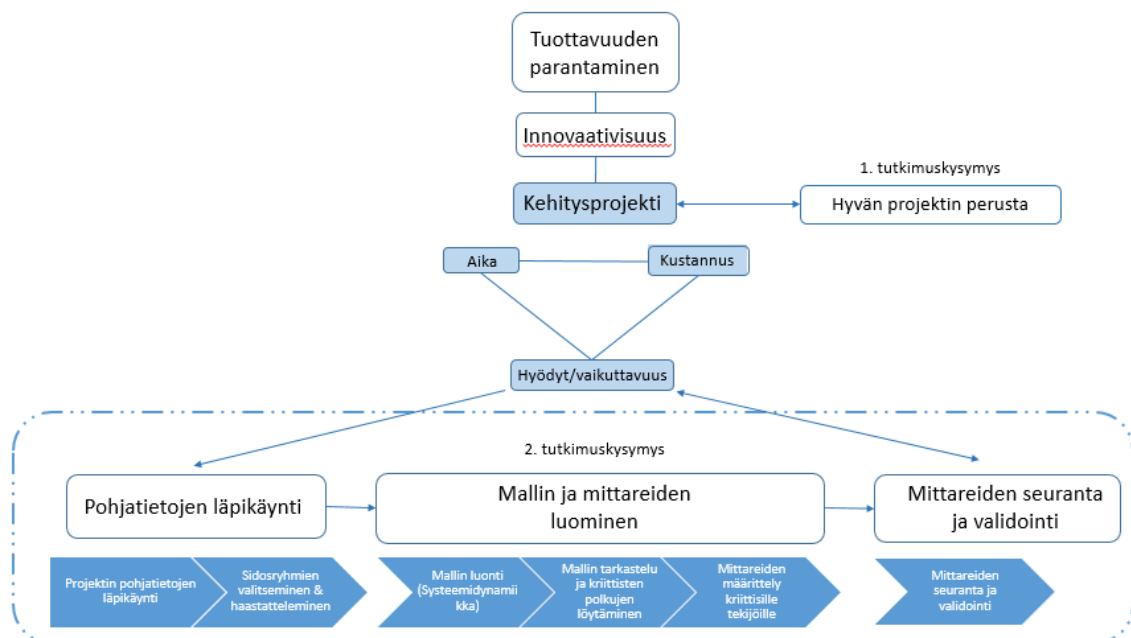 Tuottavuuden
parantaminen
Innovaativisuus
1. tutkimuskysymys
Kehitysprojekti
Hyvän projektin perusta
Aika
Kustannus
Hyödyt/vaikuttavuus
2. tutkimuskysymys
Pohjatietojen läpikäynti
Mallin ja mittareiden
luominen
Mittareiden seuranta
ja validointi
Projektin pohjatietojen
läpikäynti
Sidosryhmien
valitseminen &
haastatteleminen
Mallin luonti
(Systeemidynamii
kka)
Mallin tarkastelu
ja kriittisten
polkujen
löytäminen
Mittareiden
määrittely
kriittisille
tekijöille
Mittareiden
seuranta ja
validointi